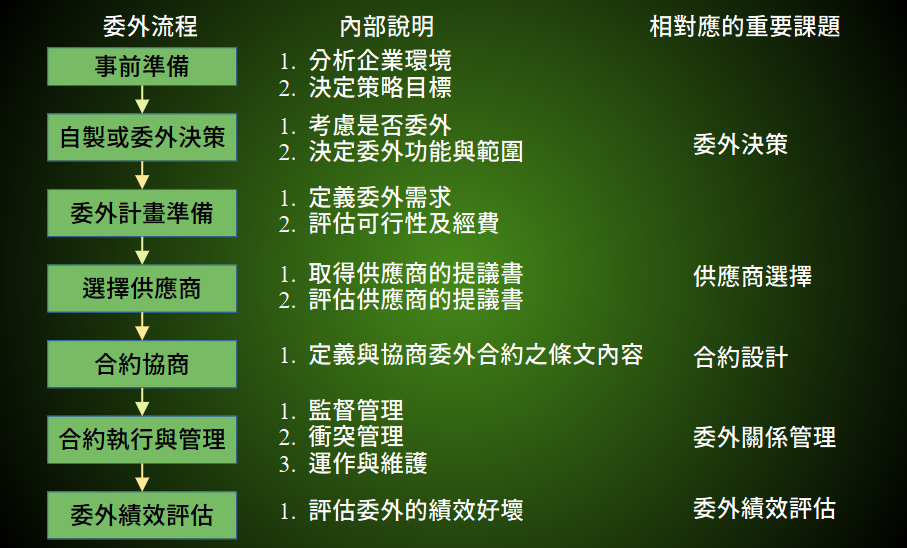 委外流程 內部說明 相對應的重要課題
事前準備
1. 分析企業環境
2. 決定策略目標
自製或委外決策
1. 考慮是否委外
2. 決定委外功能與範圍
委外決策
委外計畫準備
1. 定義委外需求
2. 評估可行性及經費
選擇供應商
1. 取得供應商的提議書
2. 評估供應商的提議書
供應商選擇
合約協商
1. 定義與協商委外合約之條文內容
合約設計
合約執行與管理
1. 監督管理
2. 衝突管理
3. 運作與維護
委外關係管理
委外績效評估
1. 評估委外的績效好壞
委外績效評估